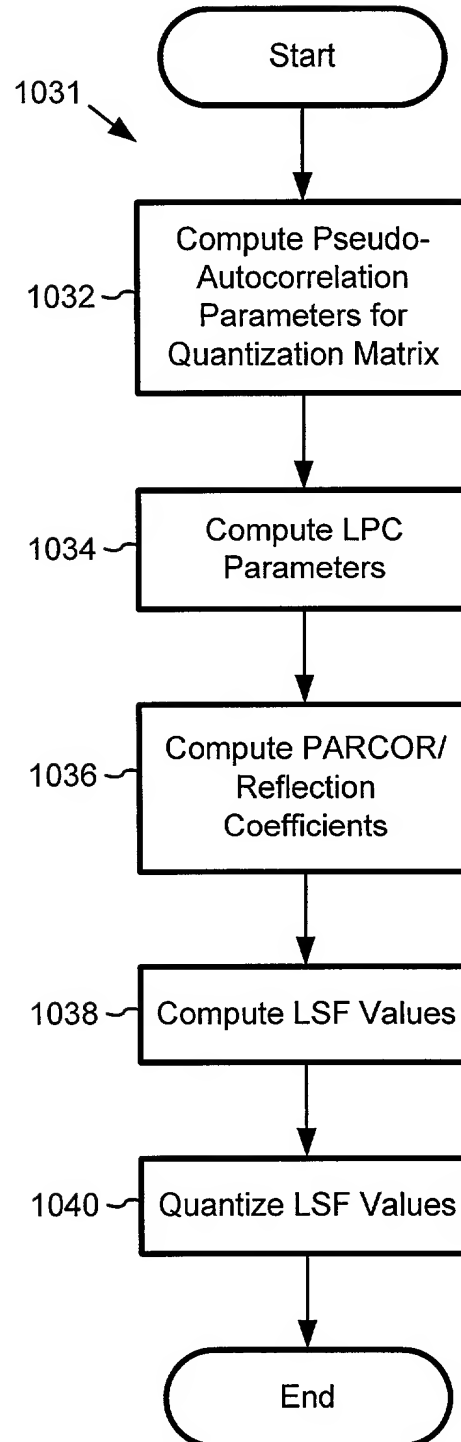 Start
1031
Compute Pseudo-
Autocorrelation
Parameters for
Quantization Matrix
1032
Compute LPC
Parameters
1034
Compute PARCOR/
Reflection
Coefficients
1036
Compute LSF Values
1038
Quantize LSF Values
1040
End